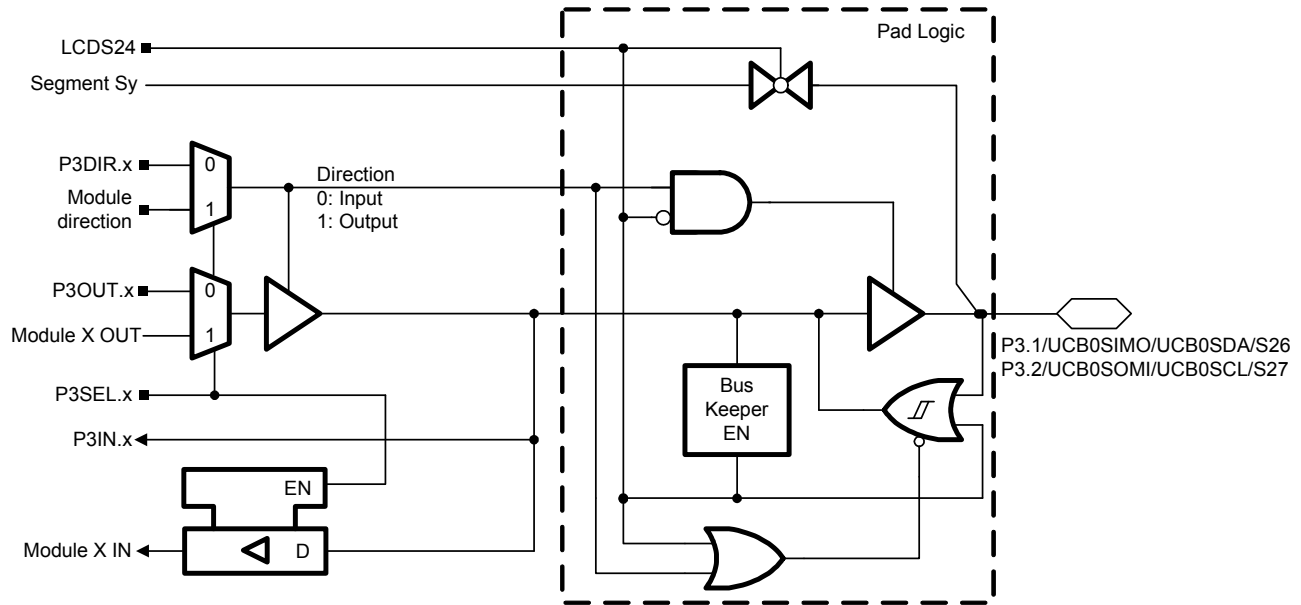 Pad Logic
LCDS24
Segment Sy
P3DIR.x
0
Module
direction
1
Direction
0: Input
1: Output
P3OUT.x
0
Module X OUT
1
P3.1/UCB0SIMO/UCB0SDA/S26
P3.2/UCB0SOMI/UCB0SCL/S27
P3SEL.x
Bus
Keeper
EN
P3IN.x
EN
Module X IN
D